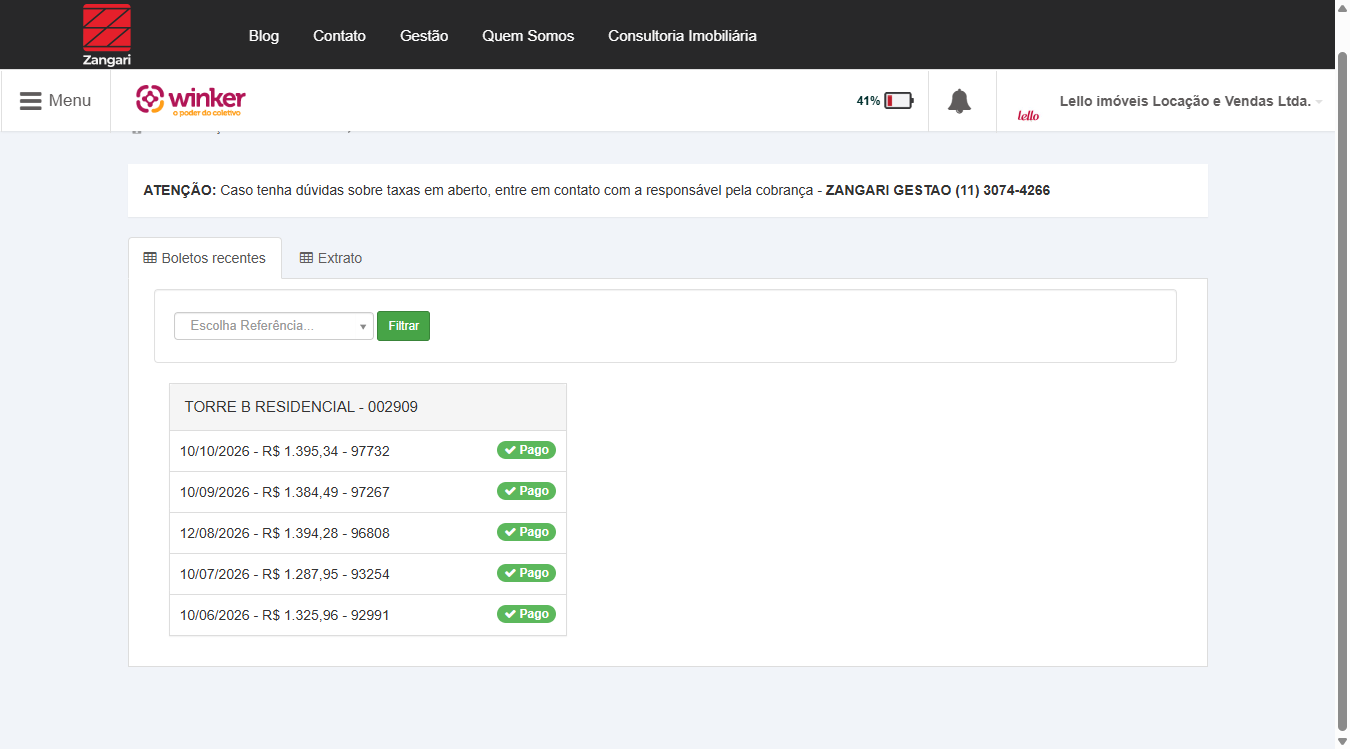 Zangari
Blog Contato Gestão Quem Somos Consultoria Imobiliária
Menu
winker
o poder do coletivo
41%
lello
Lello imóveis Locação e Vendas Ltda.
ATENÇÃO: Caso tenha dúvidas sobre taxas em aberto, entre em contato com a responsável pela cobrança - ZANGARI GESTAO (11) 3074-4266
Boletos recentes Extrato
Escolha Referência... Filtrar
TORRE B RESIDENCIAL - 002909
10/10/2026 - R$ 1.395,34 - 97732 Pago
10/09/2026 - R$ 1.384,49 - 97267 Pago
12/08/2026 - R$ 1.394,28 - 96808 Pago
10/07/2026 - R$ 1.287,95 - 93254 Pago
10/06/2026 - R$ 1.325,96 - 92991 Pago